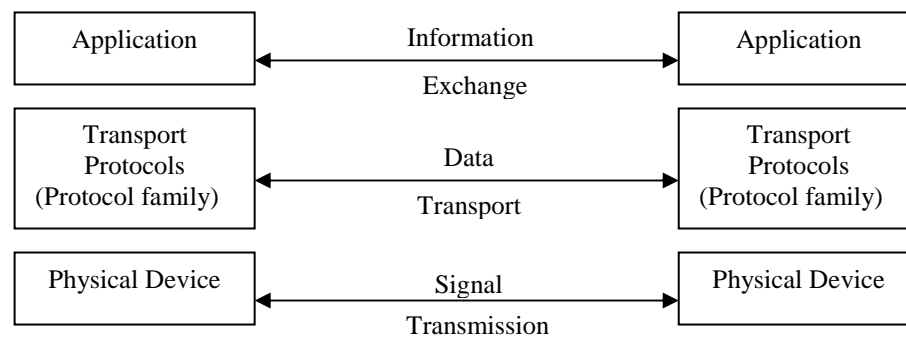 Application
Information
Exchange
Application
Transport
Protocols
(Protocol family)
Data
Transport
Transport
Protocols
(Protocol family)
Physical Device
Signal
Transmission
Physical Device